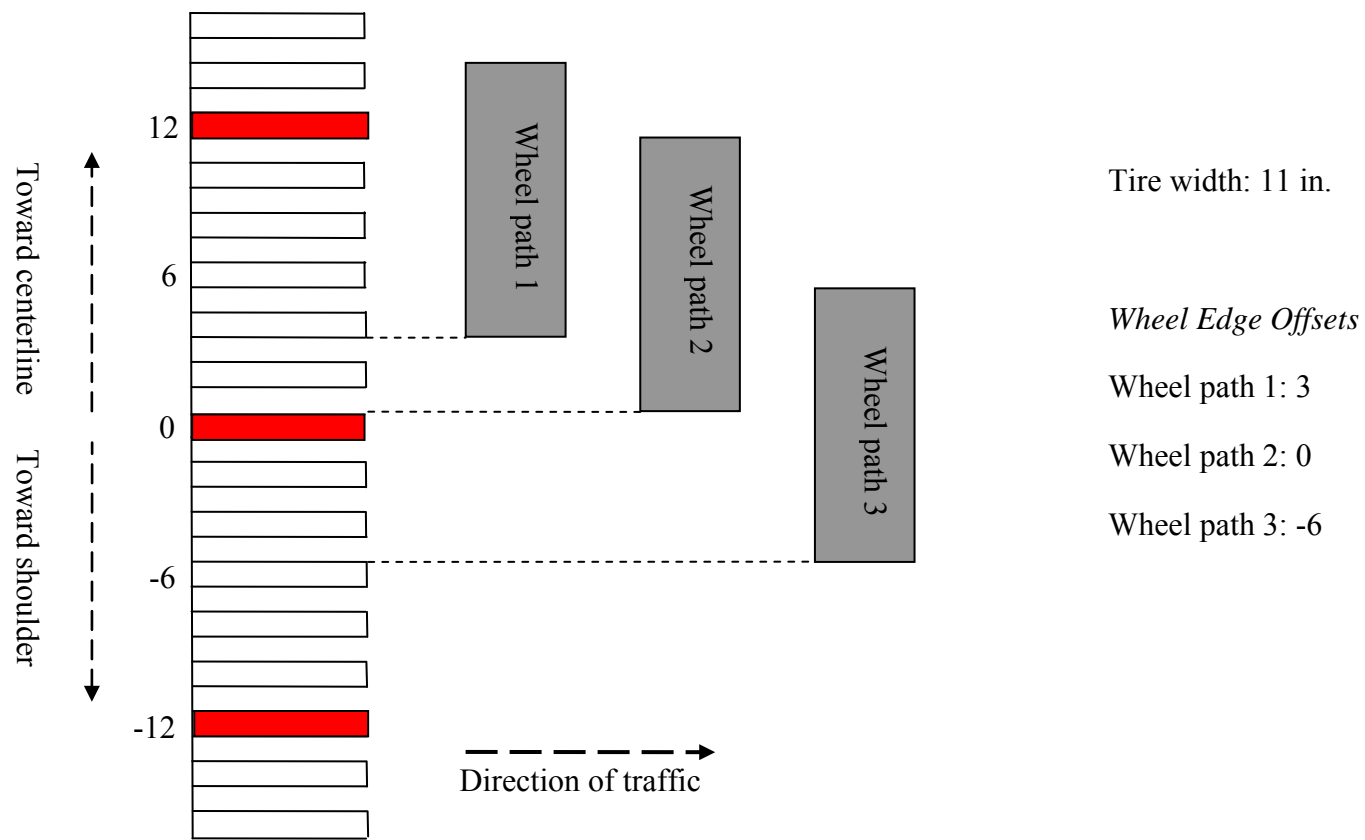 12
6
0
-6
-12
Toward centerline
Toward shoulder
Wheel path 1
Wheel path 2
Wheel path 3
Direction of traffic
Tire width: 11 in.
Wheel Edge Offsets
Wheel path 1: 3
Wheel path 2: 0
Wheel path 3: -6